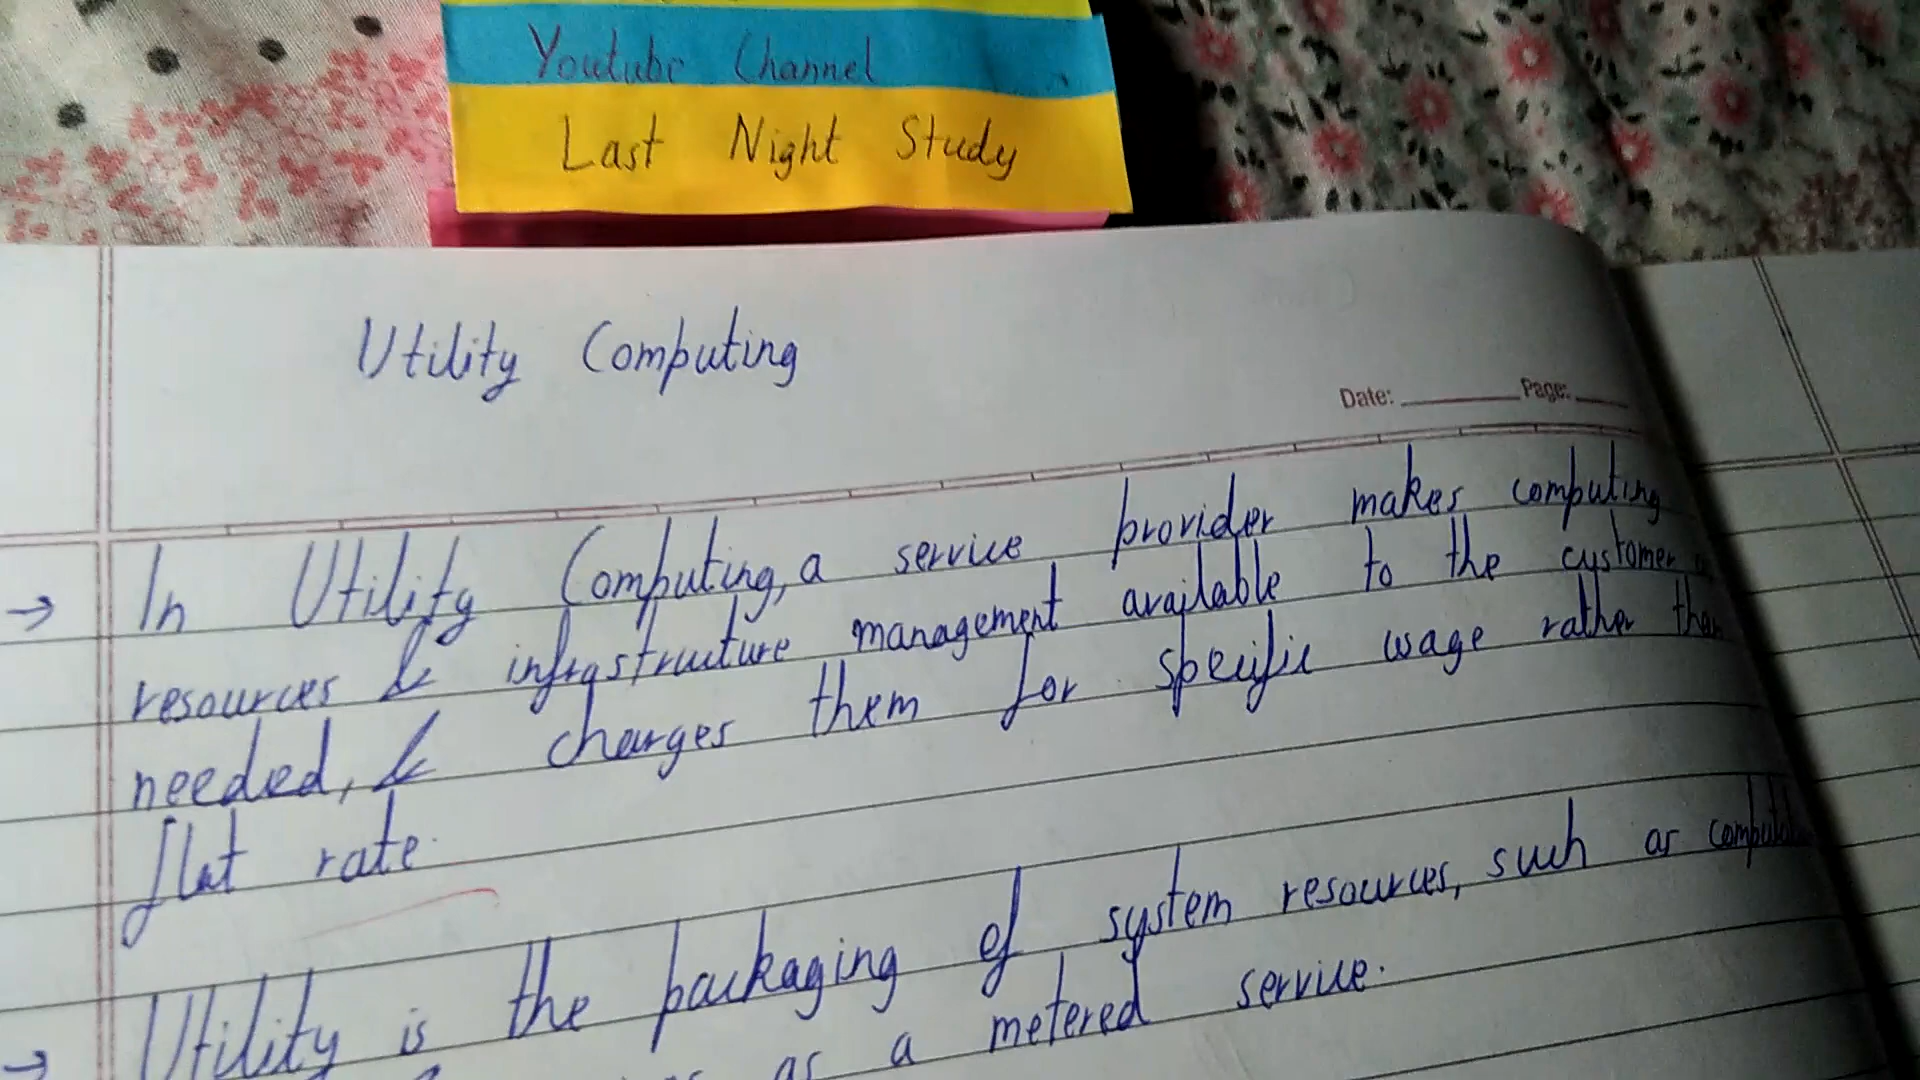 Youtube Channel
Last Night Study
Utility Computing
Date: Page:
→ In Utility Computing, a service provider makes computing
resources & infrastructure management available to the customer
needed, & charges them for specific usage rather than
flat rate.
→ Utility is the packaging of system resources, such as
as a metered service.